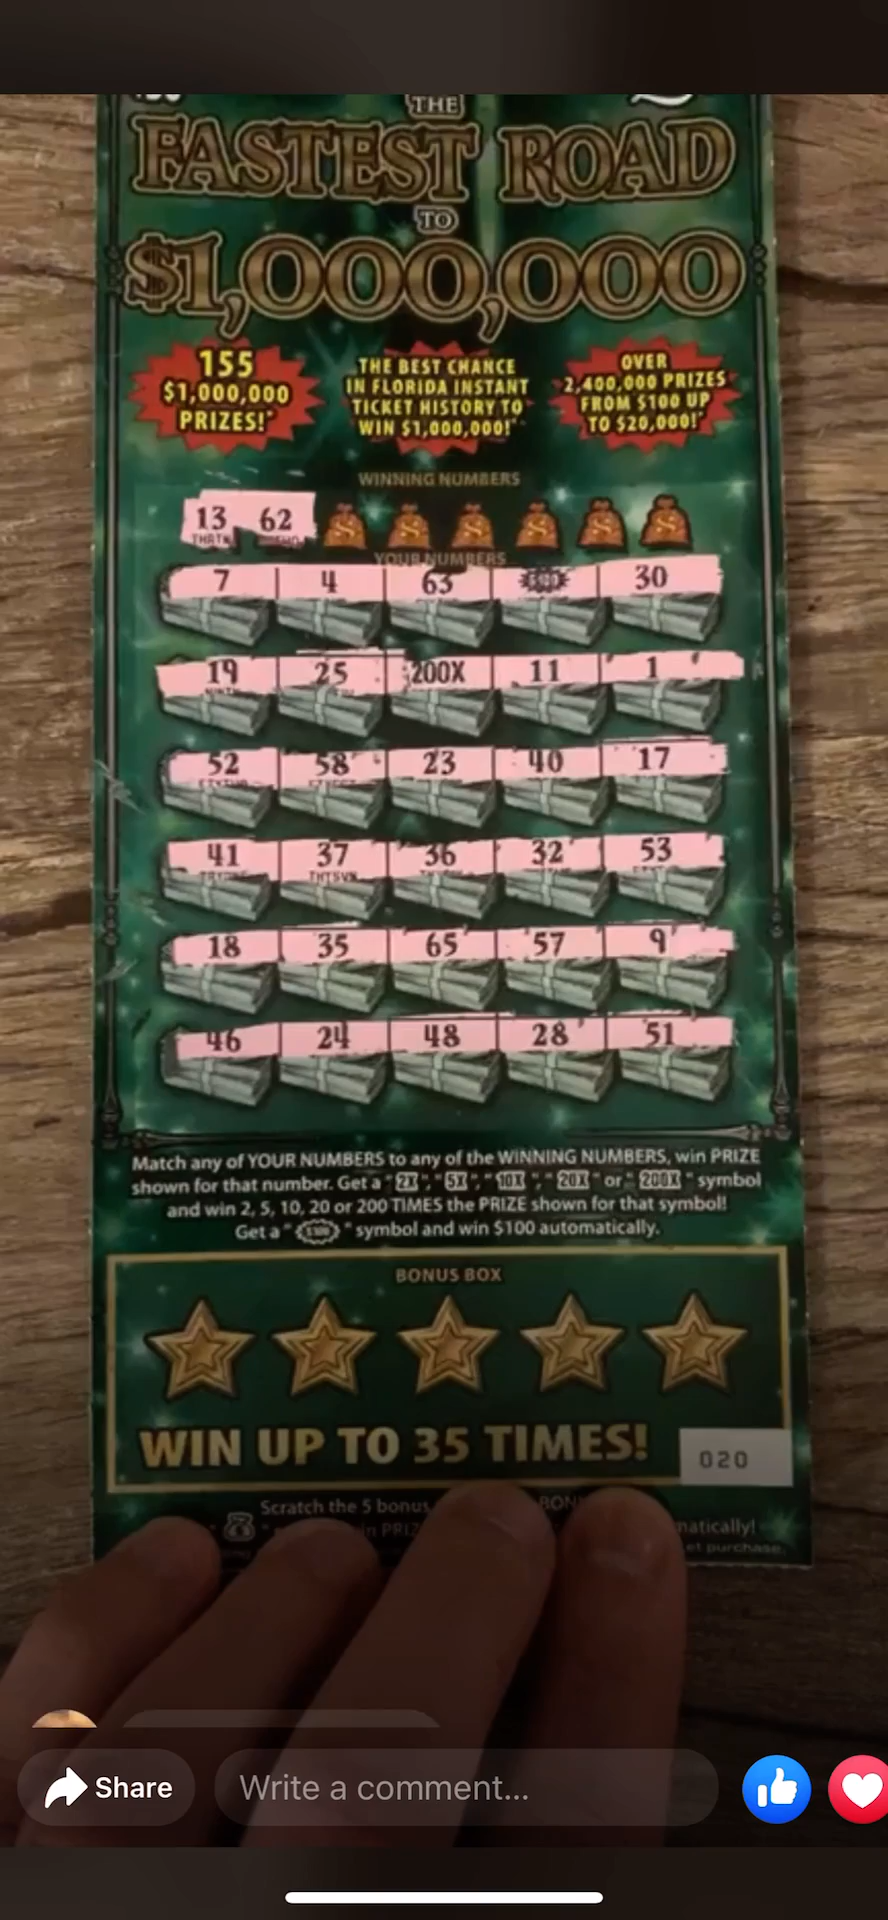 THE
FASTEST ROAD
TO
$1,000,000
155
$1,000,000
PRIZES!*
THE BEST CHANCE
IN FLORIDA INSTANT
TICKET HISTORY TO
WIN $1,000,000!*
OVER
2,400,000 PRIZES
FROM $100 UP
TO $20,000!*
WINNING NUMBERS
13 62
YOUR NUMBERS
7 4 63 30
19 25 200X 11 1
52 58 23 40 17
41 37 36 32 53
THTSVN
18 35 65 57 9
46 24 48 28 51
Match any of YOUR NUMBERS to any of the WINNING NUMBERS, win PRIZE
shown for that number. Get a "2X", "5X", "10X", "20X" or "200X" symbol
and win 2, 5, 10, 20 or 200 TIMES the PRIZE shown for that symbol!
Get a "$100" symbol and win $100 automatically.
BONUS BOX
WIN UP TO 35 TIMES!
020
Scratch the 5 bonus
Share
Write a comment...